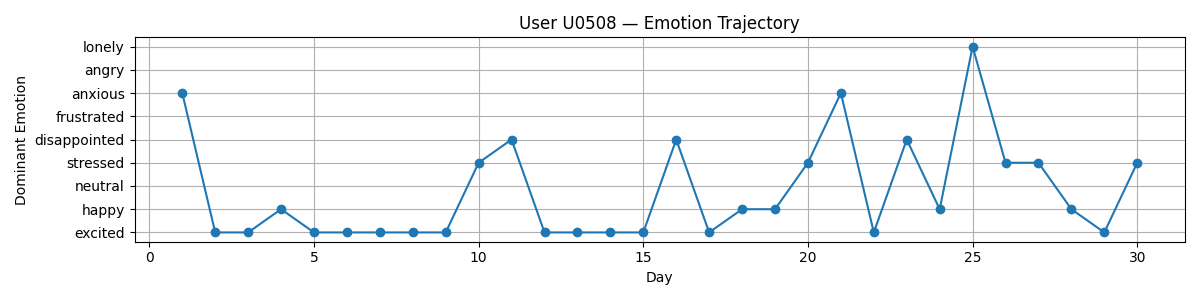 User U0508 — Emotion Trajectory
Dominant Emotion
lonely
angry
anxious
frustrated
disappointed
stressed
neutral
happy
excited
0 5 10 15 20 25 30
Day